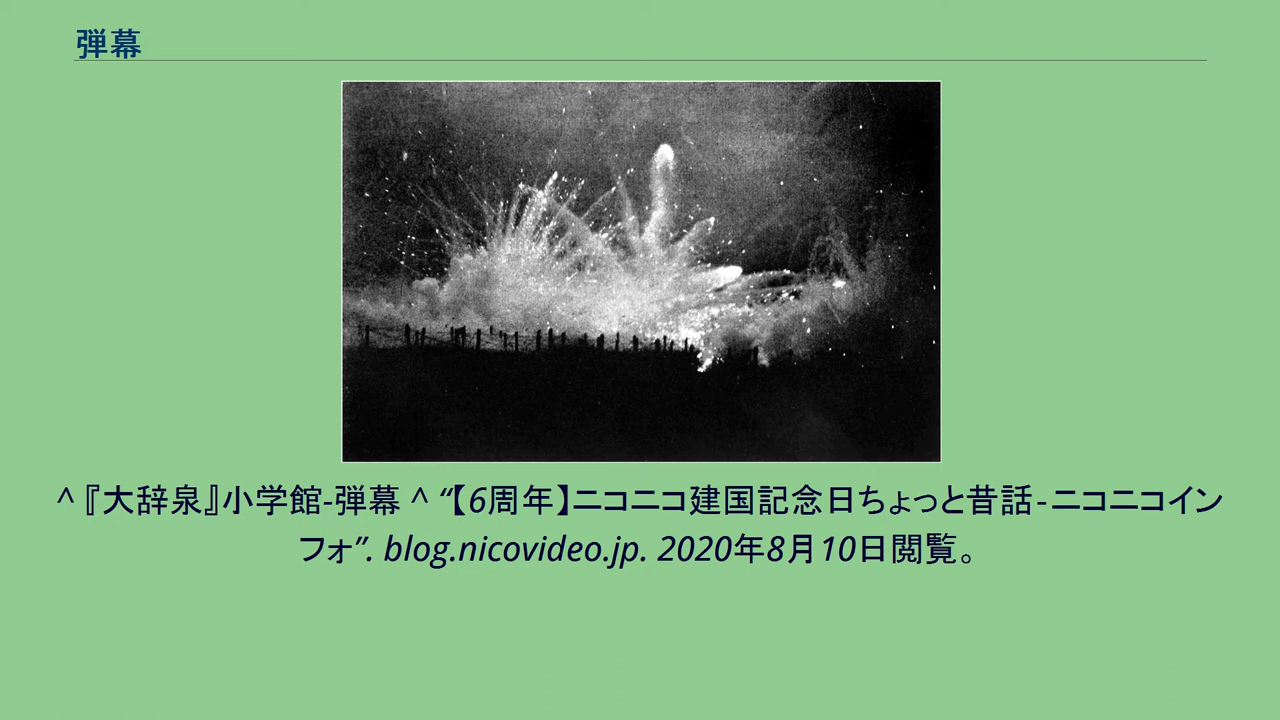 弾幕
^『大辞泉』小学館-弾幕 ^ “【6周年】ニコニコ建国記念日ちょっと昔話-ニコニコイン
フォ”. blog.nicovideo.jp. 2020年8月10日閲覧。